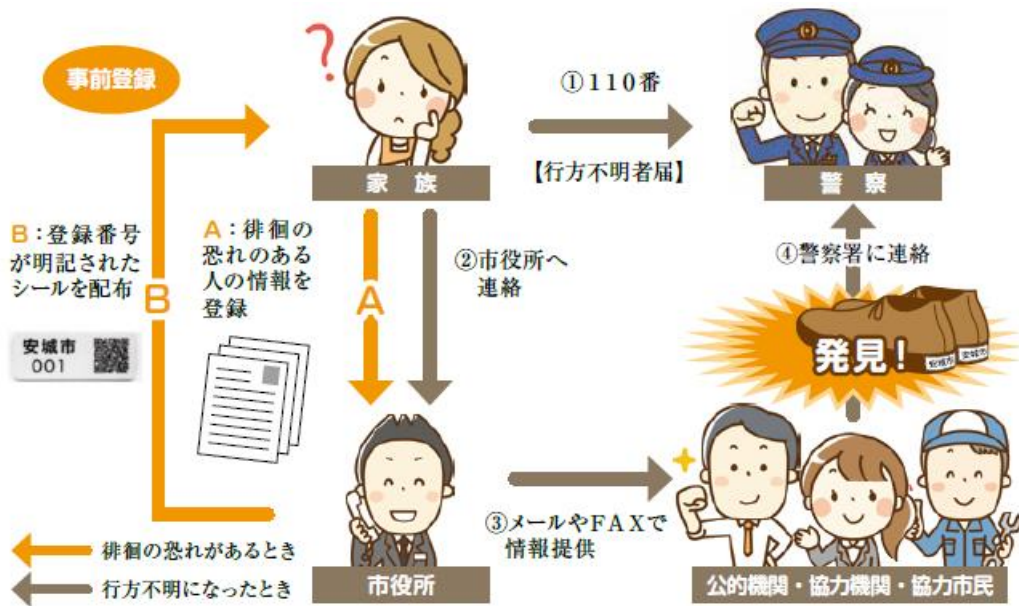 事前登録
?
①110番
【行方不明者届】
家族
警察
B：登録番号
が明記された
シールを配布
B
安城市
001
A：徘徊の
恐れのある
人の情報を
登録
A
②市役所へ
連絡
④警察署に連絡
発見！
安城市
安城市
③メールやFAXで
情報提供
徘徊の恐れがあるとき
行方不明になったとき
市役所
公的機関・協力機関・協力市民